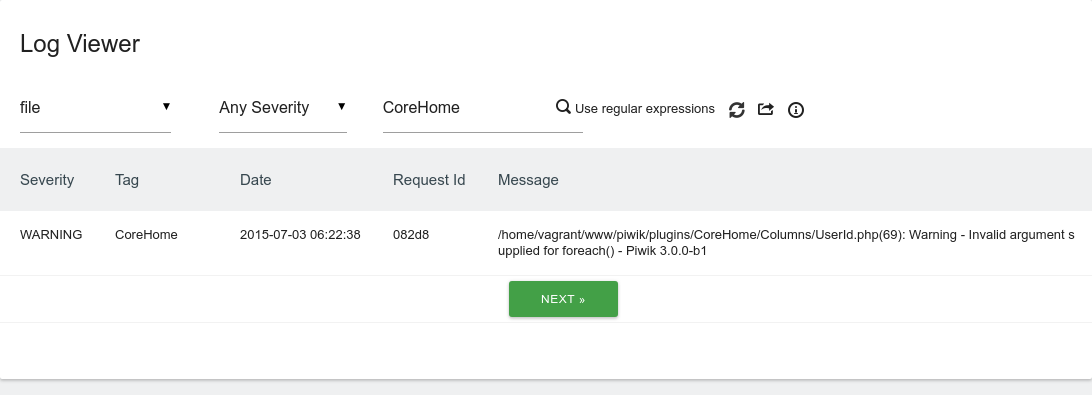 Log Viewer
file ▼ Any Severity ▼ CoreHome Use regular expressions
Severity Tag Date Request Id Message
WARNING CoreHome 2015-07-03 06:22:38 082d8 /home/vagrant/www/piwik/plugins/CoreHome/Columns/UserId.php(69): Warning - Invalid argument s
upplied for foreach() - Piwik 3.0.0-b1
NEXT »